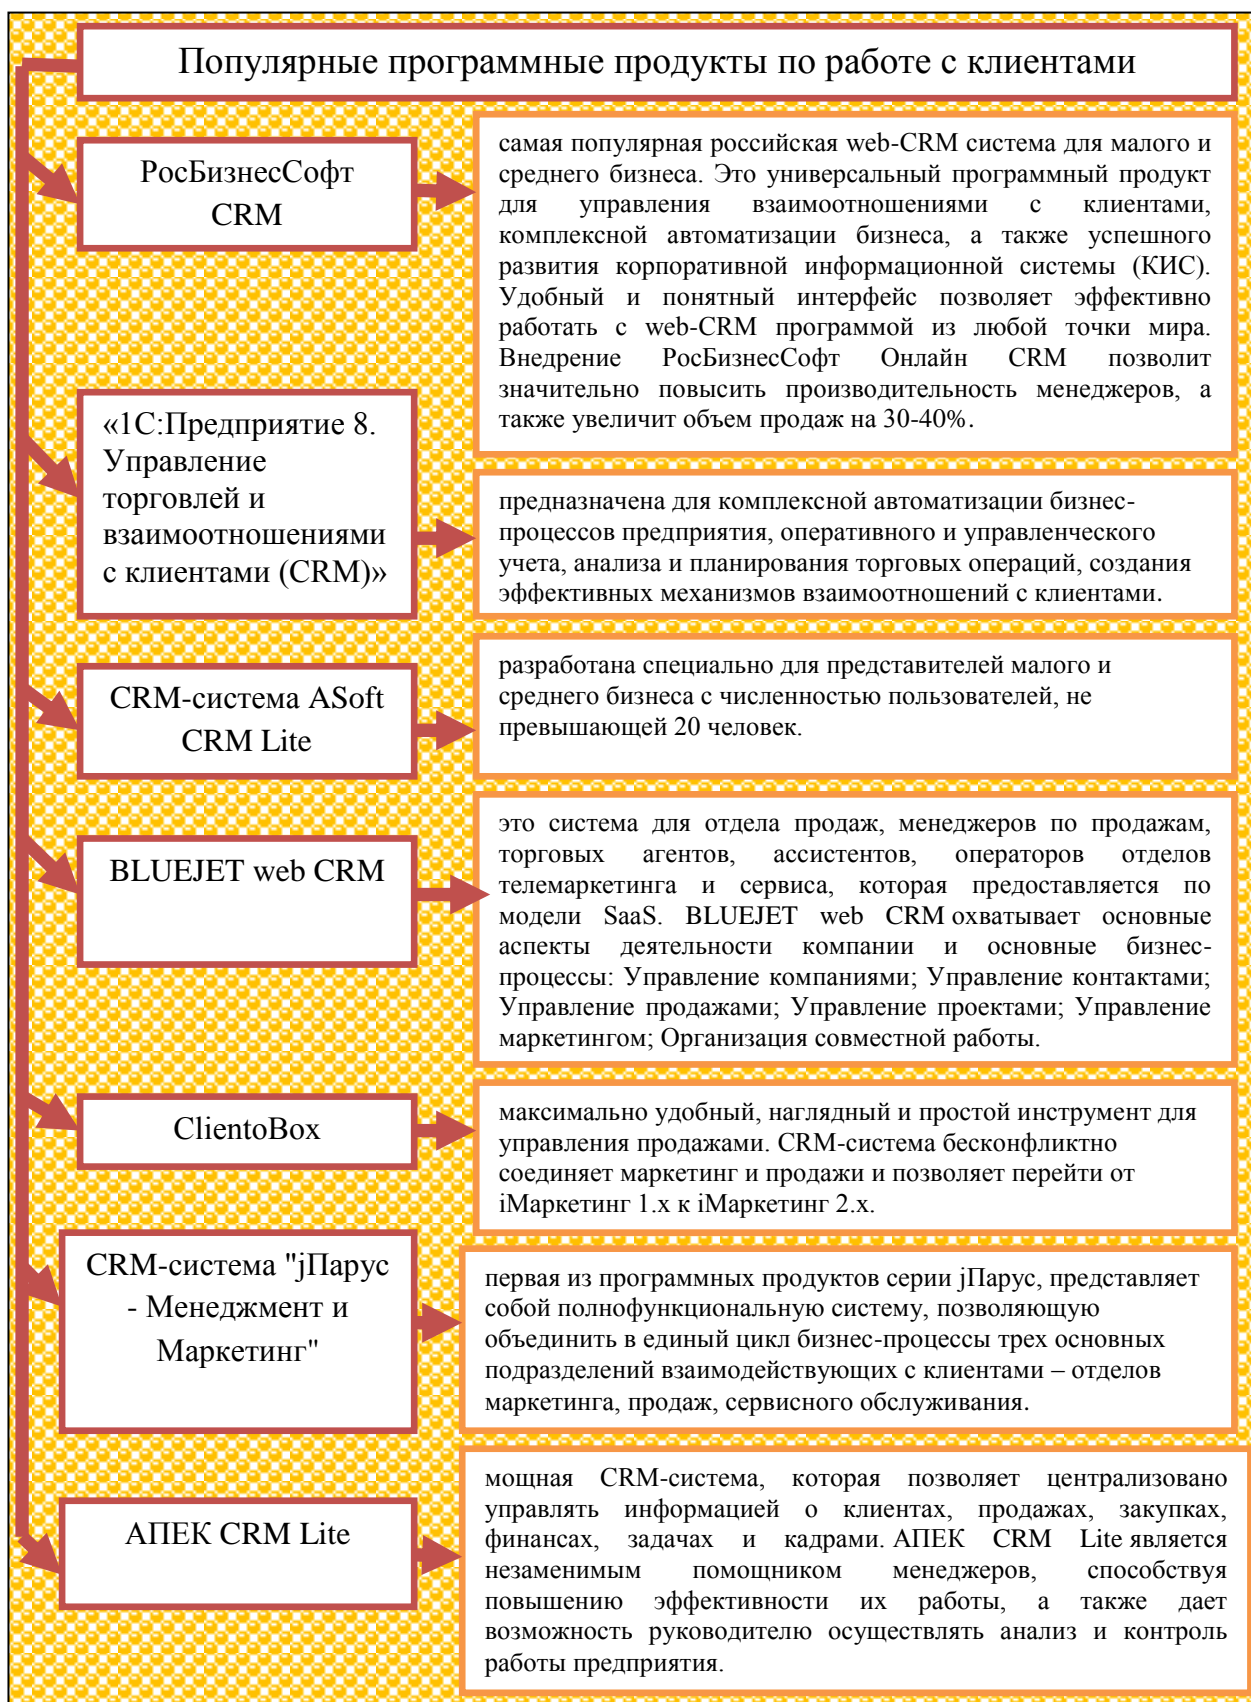 Популярные программные продукты по работе с клиентами
РосБизнесСофт
CRM
самая популярная российская web-CRM система для малого и
среднего бизнеса. Это универсальный программный продукт
для управления взаимоотношениями с клиентами,
комплексной автоматизации бизнеса, а также успешного
развития корпоративной информационной системы (КИС).
Удобный и понятный интерфейс позволяет эффективно
работать с web-CRM программой из любой точки мира.
Внедрение РосБизнесСофт Онлайн CRM позволит
значительно повысить производительность менеджеров, а
также увеличит объем продаж на 30-40%.
«1С:Предприятие 8.
Управление
торговлей и
взаимоотношениями
с клиентами (CRM)»
предназначена для комплексной автоматизации бизнес-
процессов предприятия, оперативного и управленческого
учета, анализа и планирования торговых операций, создания
эффективных механизмов взаимоотношений с клиентами.
CRM-система ASoft
CRM Lite
разработана специально для представителей малого и
среднего бизнеса с численностью пользователей, не
превышающей 20 человек.
BLUEJET web CRM
это система для отдела продаж, менеджеров по продажам,
торговых агентов, ассистентов, операторов отделов
телемаркетинга и сервиса, которая предоставляется по
модели SaaS. BLUEJET web CRM охватывает основные
аспекты деятельности компании и основные бизнес-
процессы: Управление компаниями; Управление контактами;
Управление продажами; Управление проектами; Управление
маркетингом; Организация совместной работы.
ClientoBox
максимально удобный, наглядный и простой инструмент для
управления продажами. CRM-система бесконфликтно
соединяет маркетинг и продажи и позволяет перейти от
iМаркетинг 1.x к iМаркетинг 2.x.
CRM-система "jПарус
- Менеджмент и
Маркетинг"
первая из программных продуктов серии jПарус, представляет
собой полнофункциональную систему, позволяющую
объединить в единый цикл бизнес-процессы трех основных
подразделений взаимодействующих с клиентами – отделов
маркетинга, продаж, сервисного обслуживания.
АПЕК CRM Lite
мощная CRM-система, которая позволяет централизовано
управлять информацией о клиентах, продажах, закупках,
финансах, задачах и кадрами. АПЕК CRM Lite является
незаменимым помощником менеджеров, способствуя
повышению эффективности их работы, а также дает
возможность руководителю осуществлять анализ и контроль
работы предприятия.